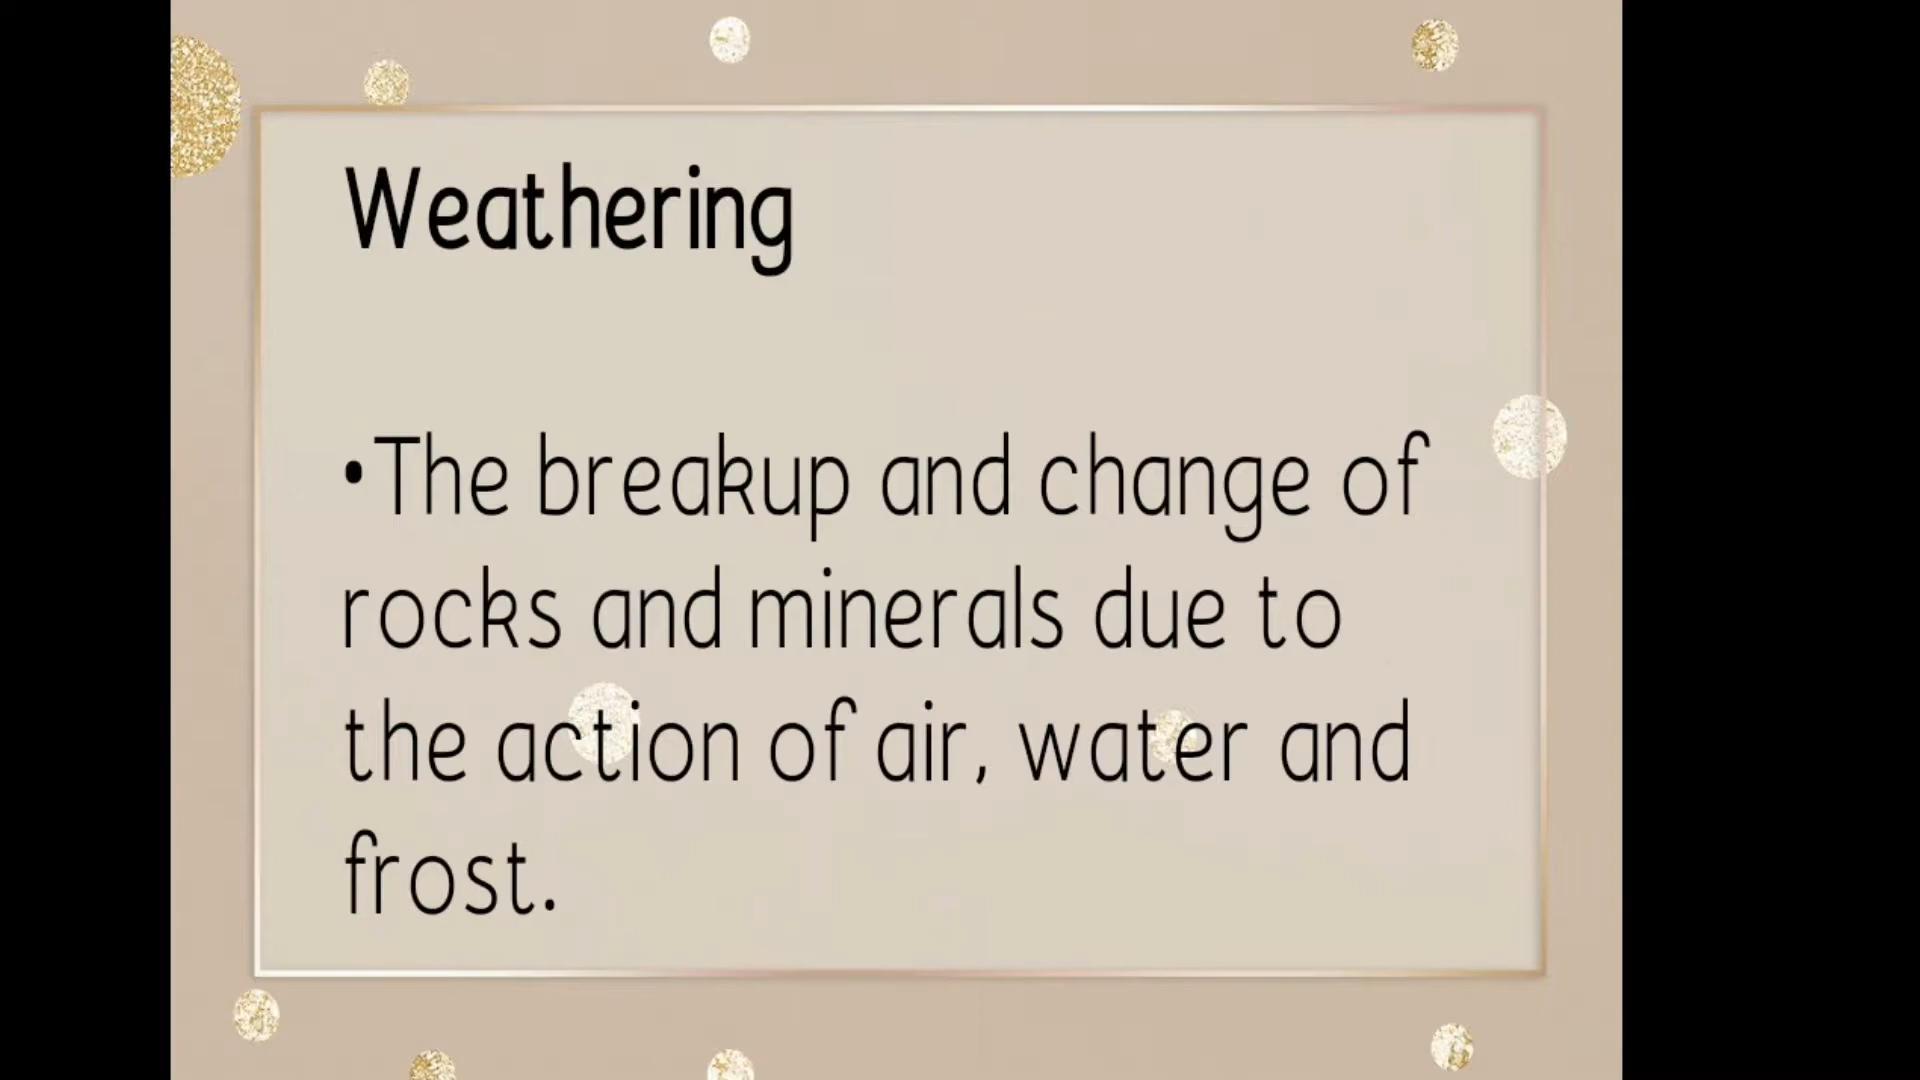 Weathering
•The breakup and change of
rocks and minerals due to
the action of air, water and
frost.